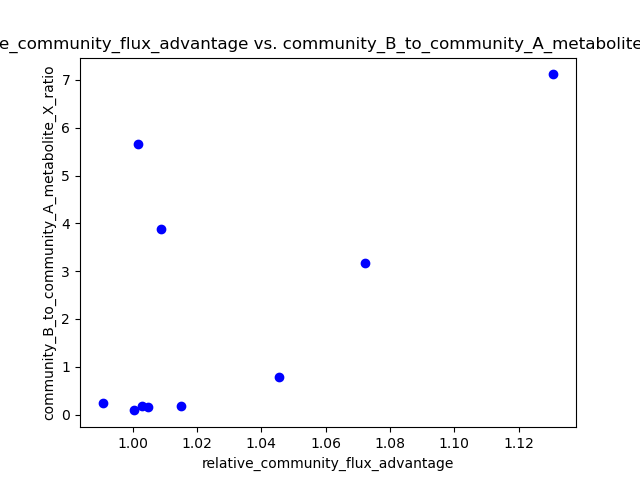 e_community_flux_advantage vs. community_B_to_community_A_metabolite
community_B_to_community_A_metabolite_X_ratio
7
6
5
4
3
2
1
0
1.00 1.02 1.04 1.06 1.08 1.10 1.12
relative_community_flux_advantage